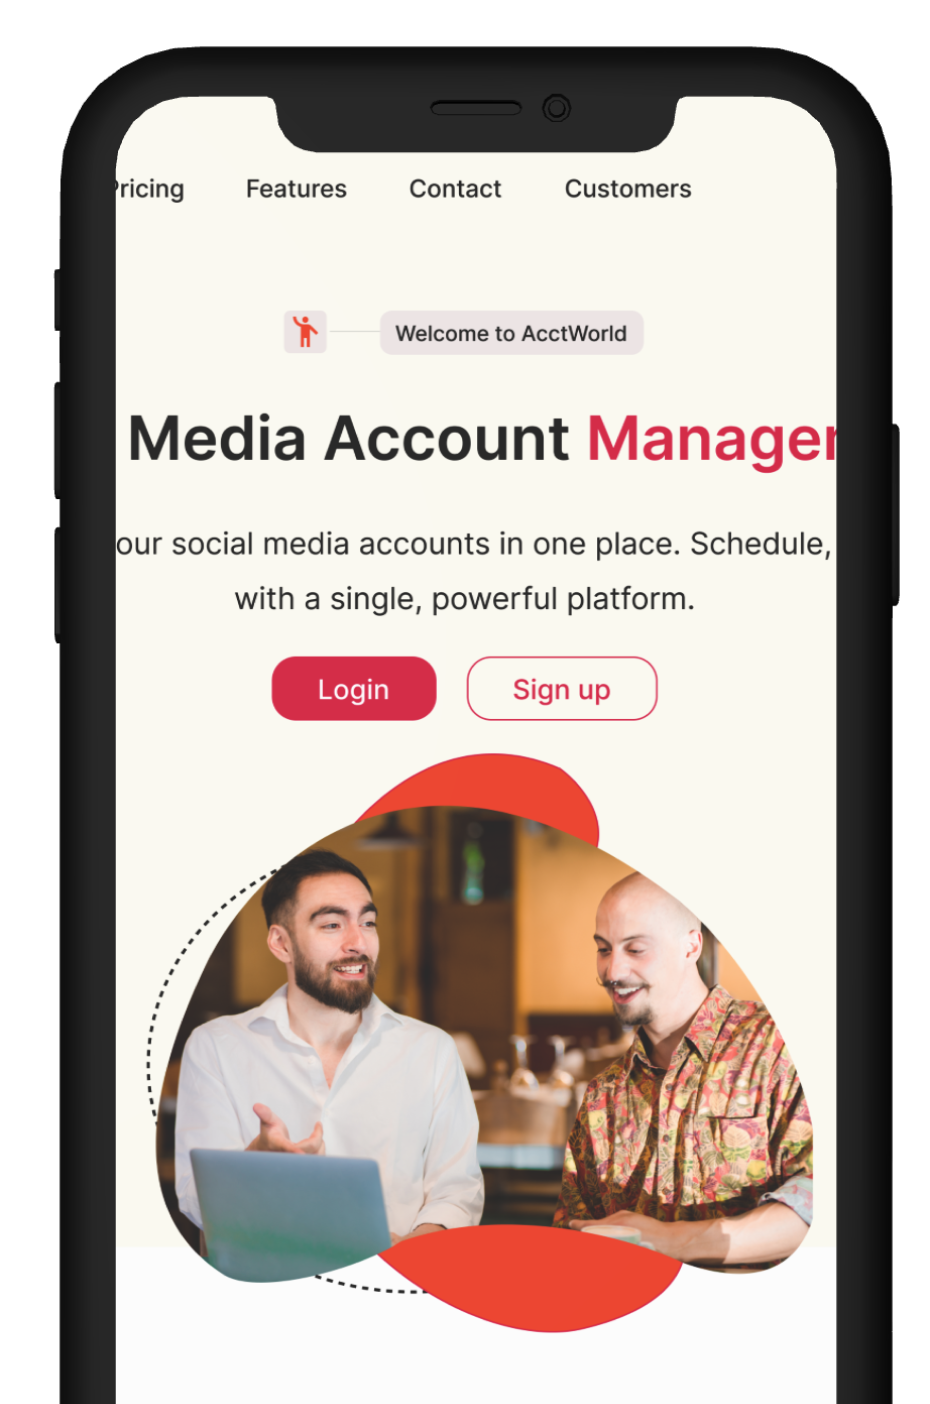 Pricing Features Contact Customers
Welcome to AcctWorld
Media Account Manager
our social media accounts in one place. Schedule,
with a single, powerful platform.
Login Sign up